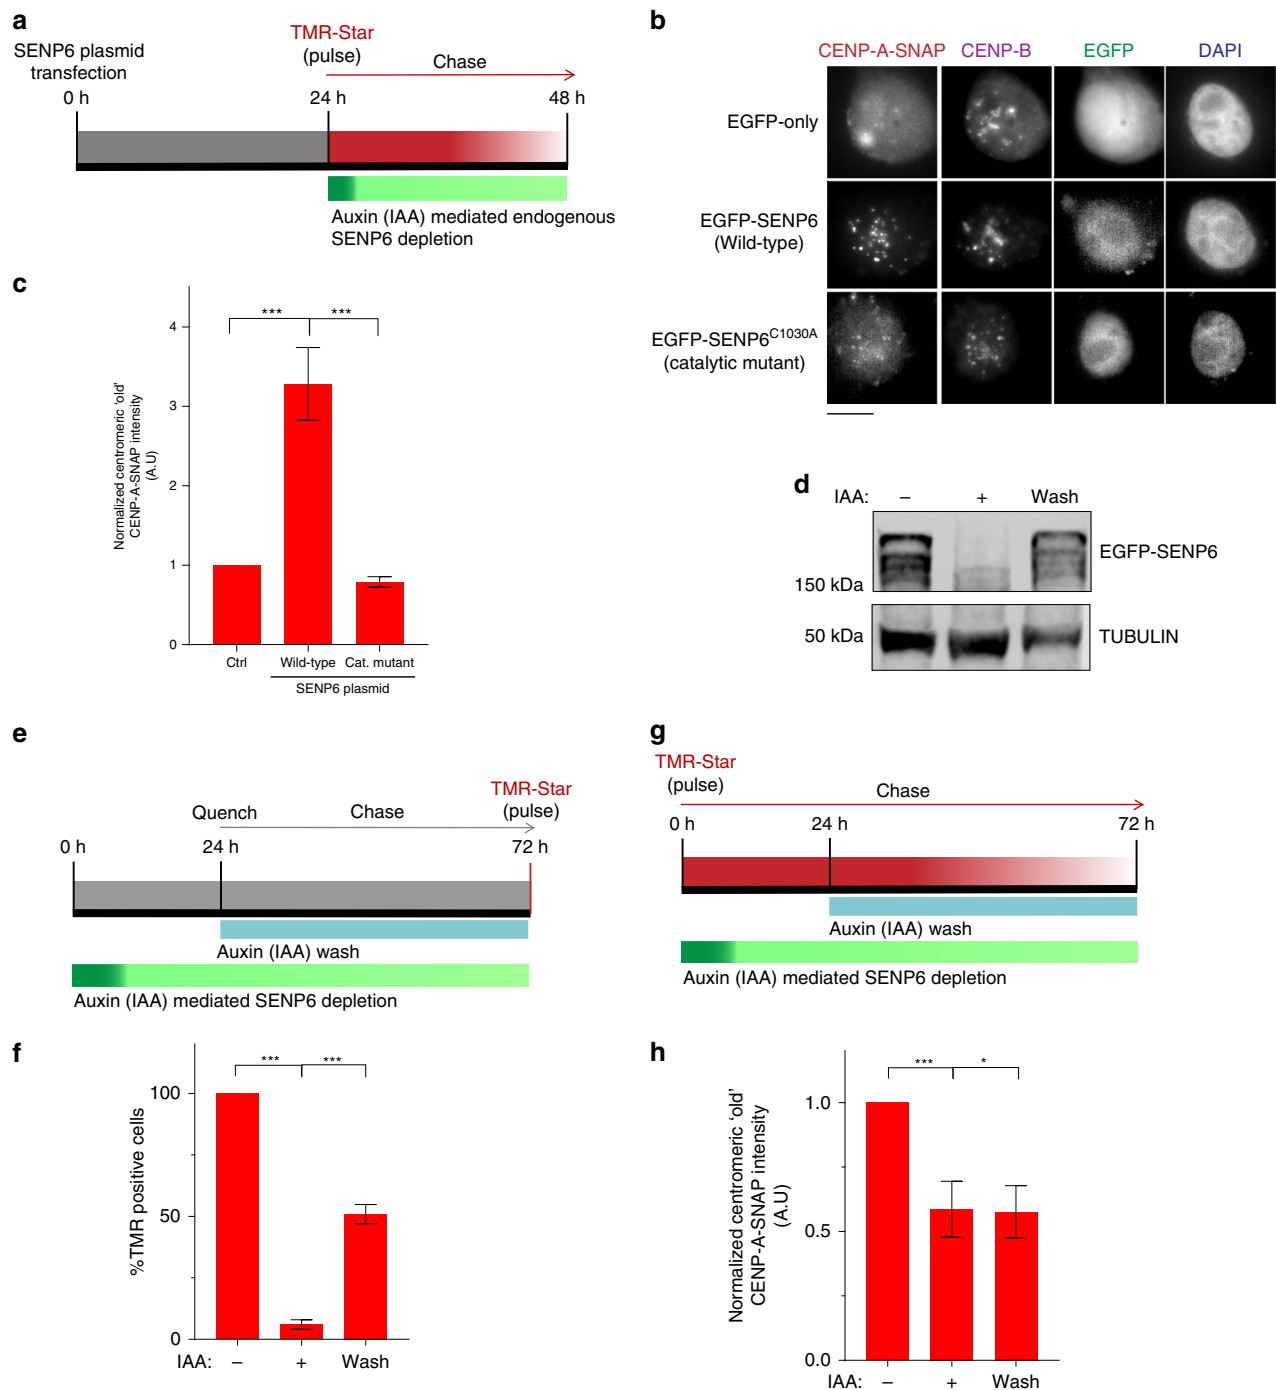 a
SENP6 plasmid
transfection
TMR-Star
(pulse)
Chase
0 h
24 h
48 h
Auxin (IAA) mediated endogenous
SENP6 depletion
b
CENP-A-SNAP
CENP-B
EGFP
DAPI
EGFP-only
EGFP-SENP6
(Wild-type)
EGFP-SENP6C1030A
(catalytic mutant)
c
Normalized centromeric ‘old’
CENP-A-SNAP intensity
(A.U)
4
3
2
1
0
***
***
Ctrl
Wild-type
Cat. mutant
SENP6 plasmid
d
IAA:
–
+
Wash
EGFP-SENP6
150 kDa
50 kDa
TUBULIN
e
TMR-Star
(pulse)
Quench
Chase
0 h
24 h
72 h
Auxin (IAA) wash
Auxin (IAA) mediated SENP6 depletion
f
%TMR positive cells
100
50
0
***
***
IAA:
–
+
Wash
g
TMR-Star
(pulse)
Chase
0 h
24 h
72 h
Auxin (IAA) wash
Auxin (IAA) mediated SENP6 depletion
h
Normalized centromeric ‘old’
CENP-A-SNAP intensity
(A.U)
1.0
0.5
0.0
***
*
IAA:
–
+
Wash